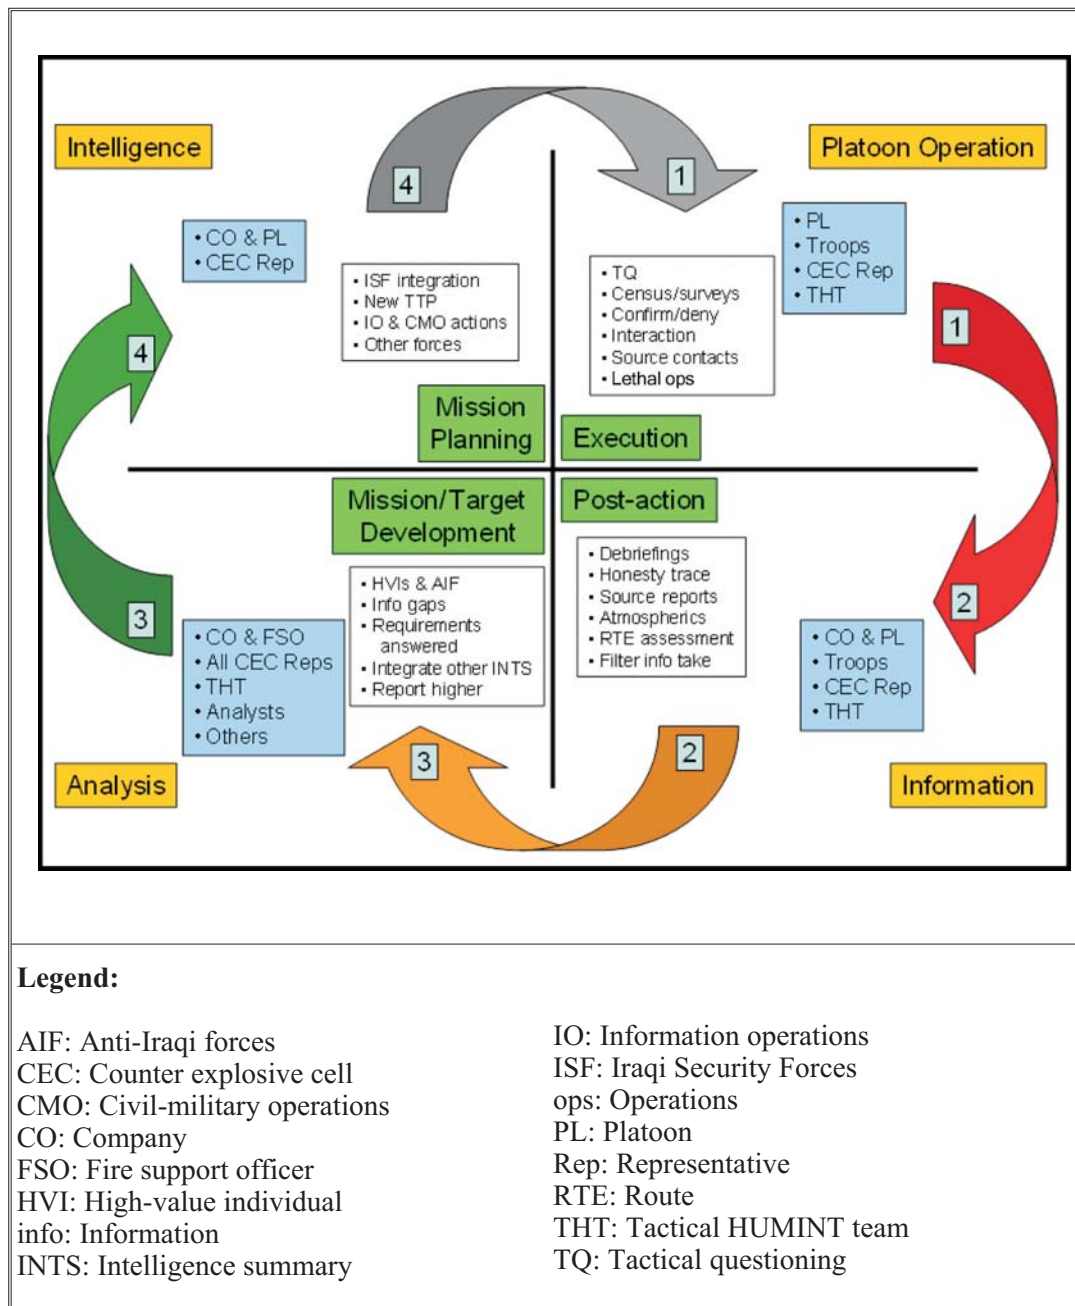 Intelligence
Platoon Operation
4
1
• CO & PL
• CEC Rep
• ISF integration
• New TTP
• IO & CMO actions
• Other forces
• TQ
• Census/surveys
• Confirm/deny
• Interaction
• Source contacts
• Lethal ops
• PL
• Troops
• CEC Rep
• THT
4
1
Mission
Planning
Execution
Mission/Target
Development
Post-action
3
2
• CO & FSO
• All CEC Reps
• THT
• Analysts
• Others
• HVIs & AIF
• Info gaps
• Requirements
answered
• Integrate other INTS
• Report higher
• Debriefings
• Honesty trace
• Source reports
• Atmospherics
• RTE assessment
• Filter info take
• CO & PL
• Troops
• CEC Rep
• THT
3
2
Analysis
Information
Legend:
AIF: Anti-Iraqi forces
CEC: Counter explosive cell
CMO: Civil-military operations
CO: Company
FSO: Fire support officer
HVI: High-value individual
info: Information
INTS: Intelligence summary
IO: Information operations
ISF: Iraqi Security Forces
ops: Operations
PL: Platoon
Rep: Representative
RTE: Route
THT: Tactical HUMINT team
TQ: Tactical questioning